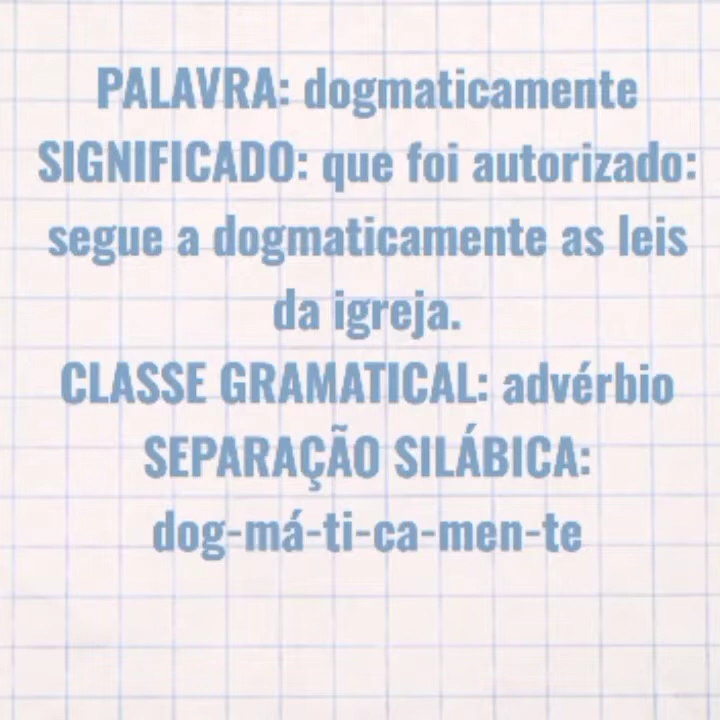 PALAVRA: dogmaticamente
SIGNIFICADO: que foi autorizado:
segue a dogmaticamente as leis
da igreja.
CLASSE GRAMATICAL: advérbio
SEPARAÇÃO SILÁBICA:
dog-má-ti-ca-men-te